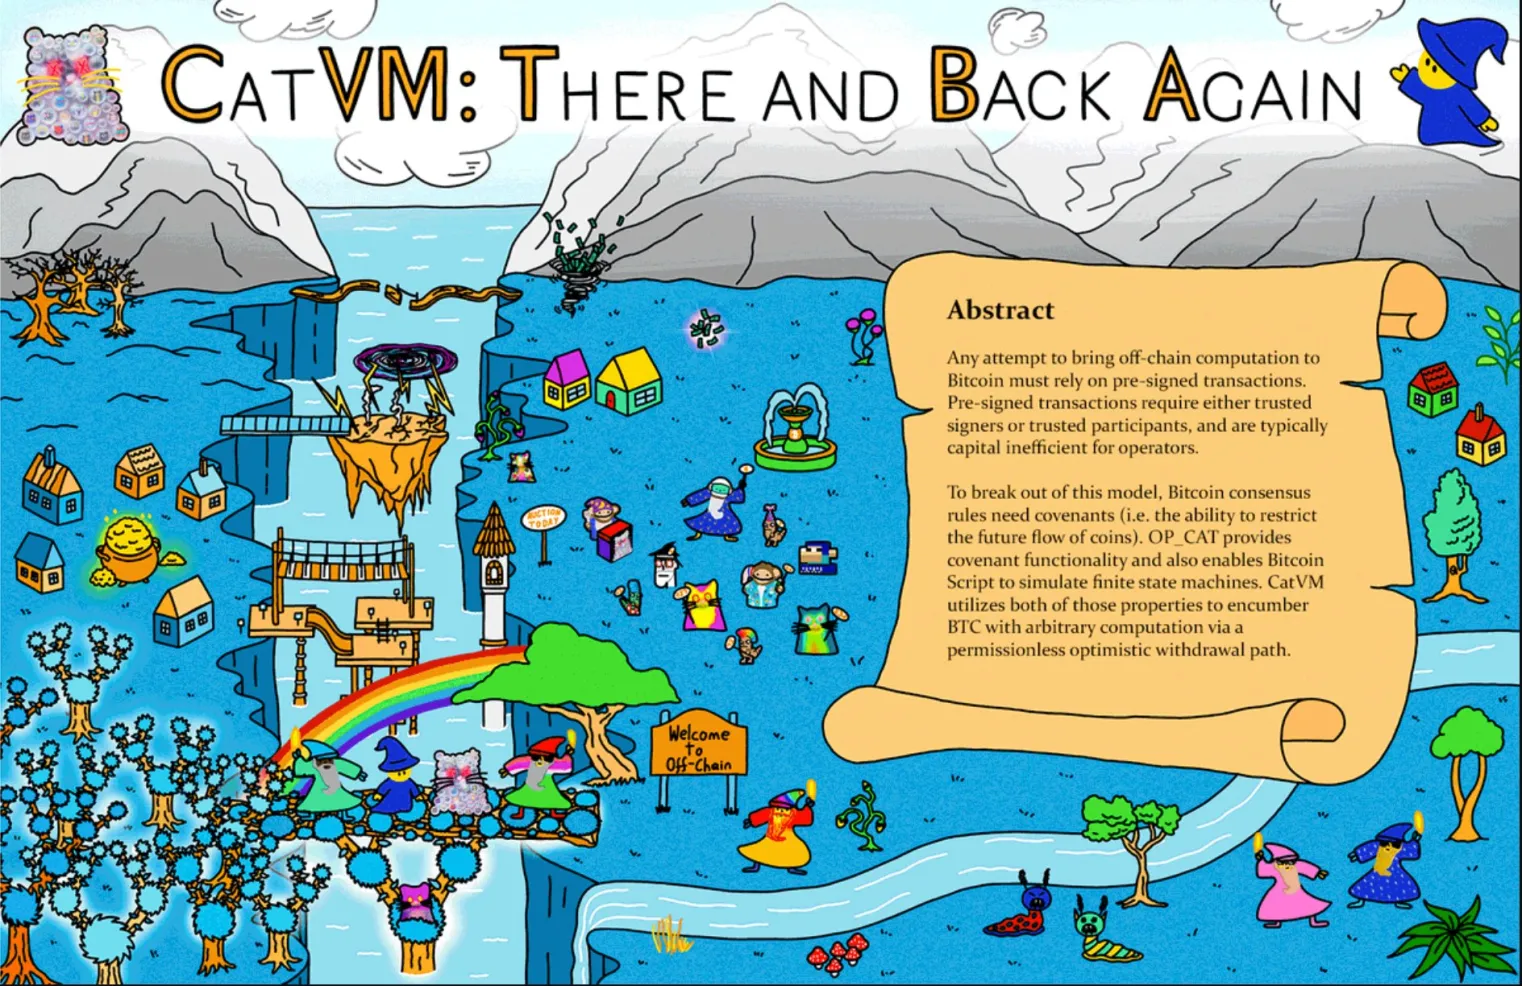 CATVM: THERE AND BACK AGAIN
Abstract
Any attempt to bring off-chain computation to
Bitcoin must rely on pre-signed transactions.
Pre-signed transactions require either trusted
signers or trusted participants, and are typically
capital inefficient for operators.
To break out of this model, Bitcoin consensus
rules need covenants (i.e. the ability to restrict
the future flow of coins). OP_CAT provides
covenant functionality and also enables Bitcoin
Script to simulate finite state machines. CatVM
utilizes both of those properties to encumber
BTC with arbitrary computation via a
permissionless optimistic withdrawal path.
AUCTION
TODAY
Welcome
to
Off-Chain